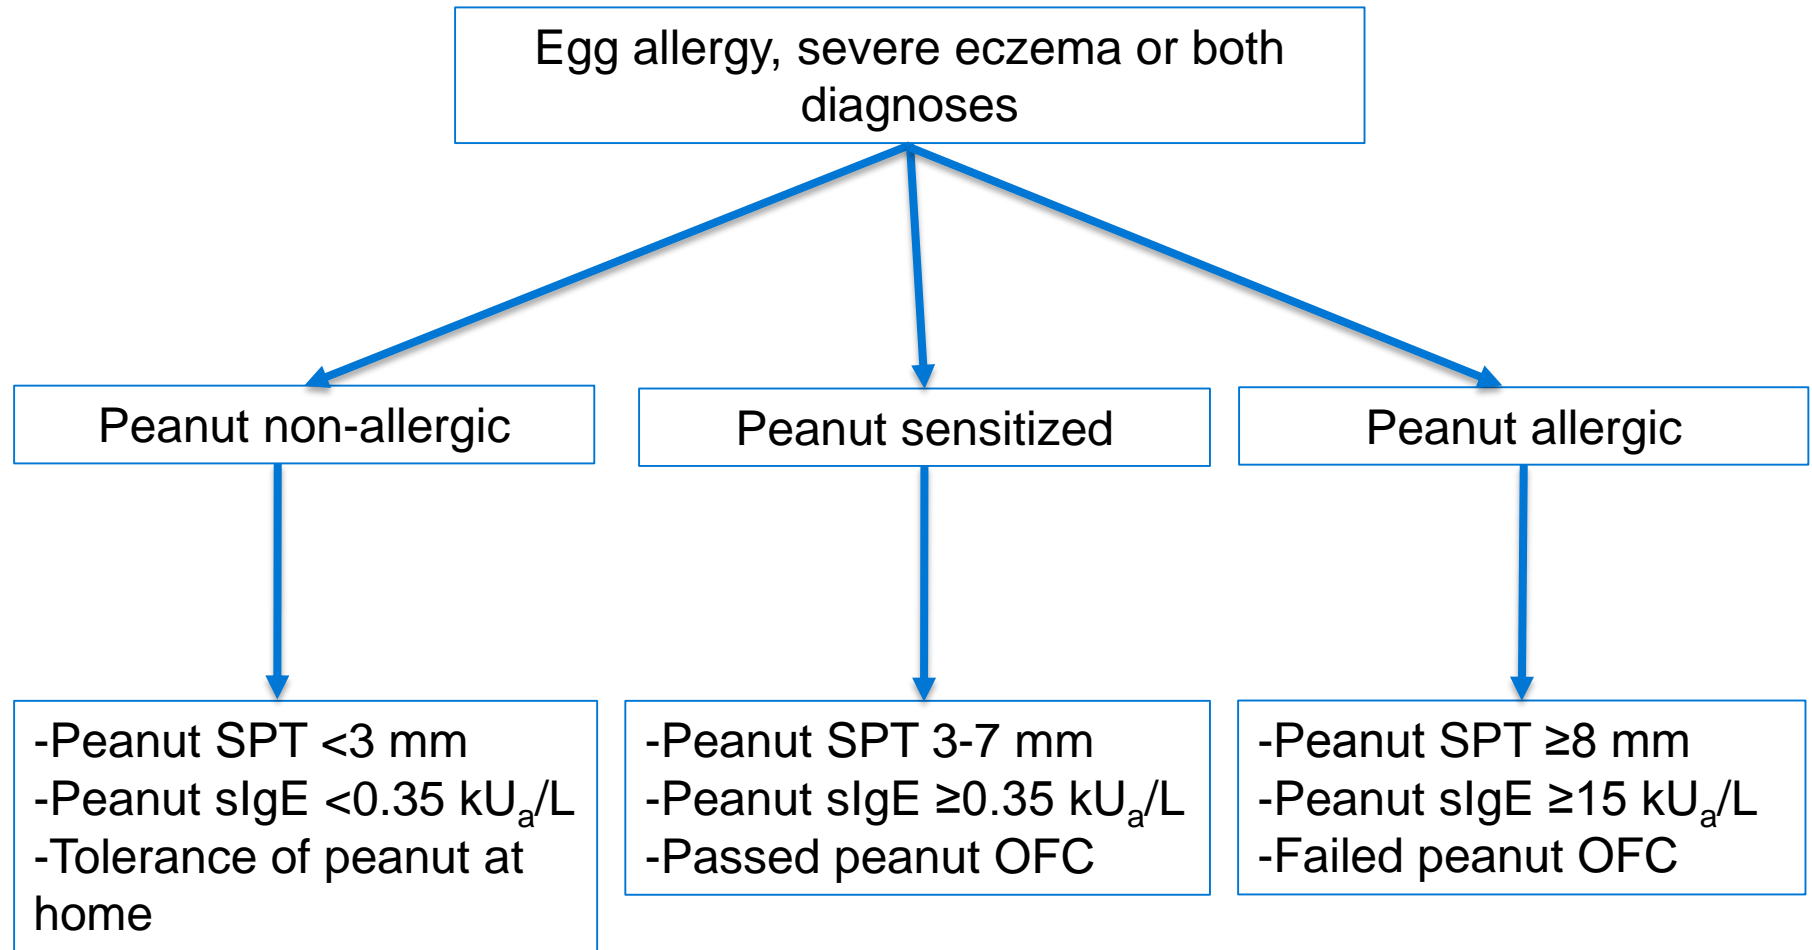 Egg allergy, severe eczema or both
diagnoses
Peanut non-allergic
Peanut sensitized
Peanut allergic
-Peanut SPT <3 mm
-Peanut sIgE <0.35 kUₐ/L
-Tolerance of peanut at
home
-Peanut SPT 3-7 mm
-Peanut sIgE ≥0.35 kUₐ/L
-Passed peanut OFC
-Peanut SPT ≥8 mm
-Peanut sIgE ≥15 kUₐ/L
-Failed peanut OFC